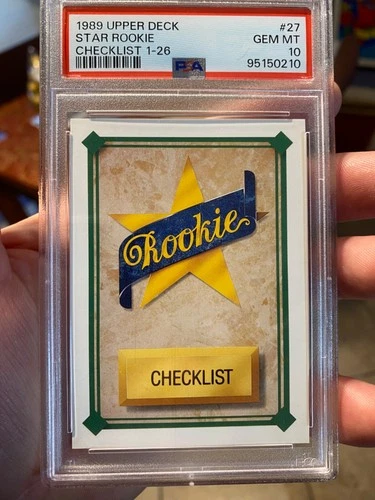 1989 UPPER DECK #27
STAR ROOKIE GEM MT
CHECKLIST 1-26 10
PSA 95150210
Rookie
CHECKLIST